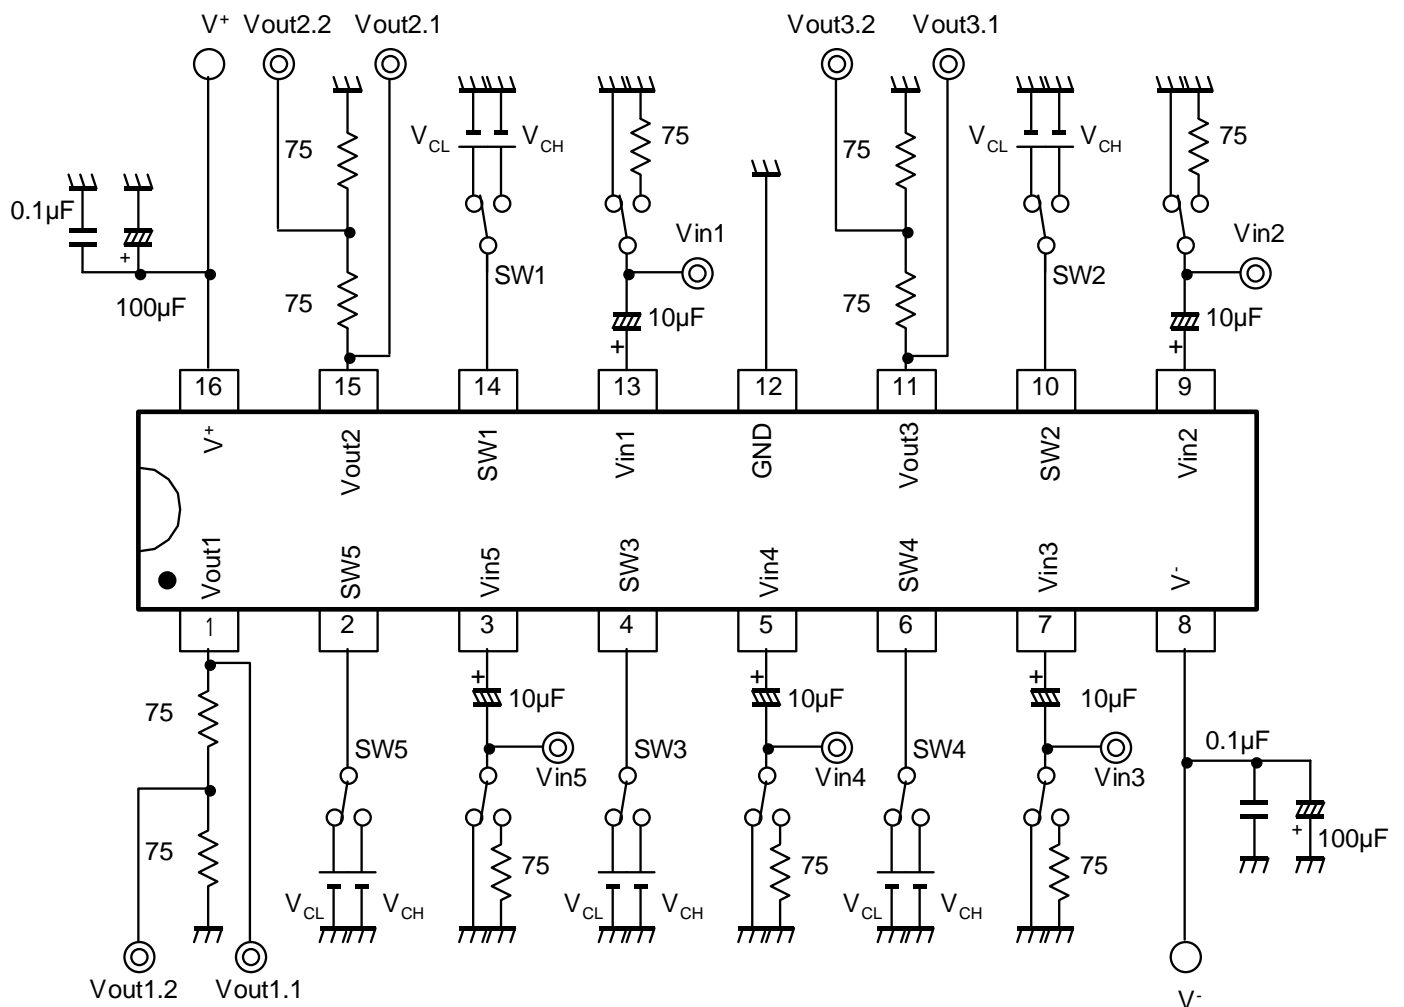 V+ Vout2.2 Vout2.1 Vout3.2 Vout3.1
75 VCL VCH 75 75 VCL VCH 75
0.1µF
+
100µF
75 SW1 Vin1 75 SW2 Vin2
10µF 10µF
+ +
16 15 14 13 12 11 10 9
V+ Vout2 SW1 Vin1 GND Vout3 SW2 Vin2
Vout1 SW5 Vin5 SW3 Vin4 SW4 Vin3 V-
1 2 3 4 5 6 7 8
+ + +
75 10µF 10µF 10µF
SW5 Vin5 SW3 Vin4 SW4 Vin3 0.1µF
+ 100µF
75 75 75 75
VCL VCH VCL VCH VCL VCH
Vout1.2 Vout1.1 V-